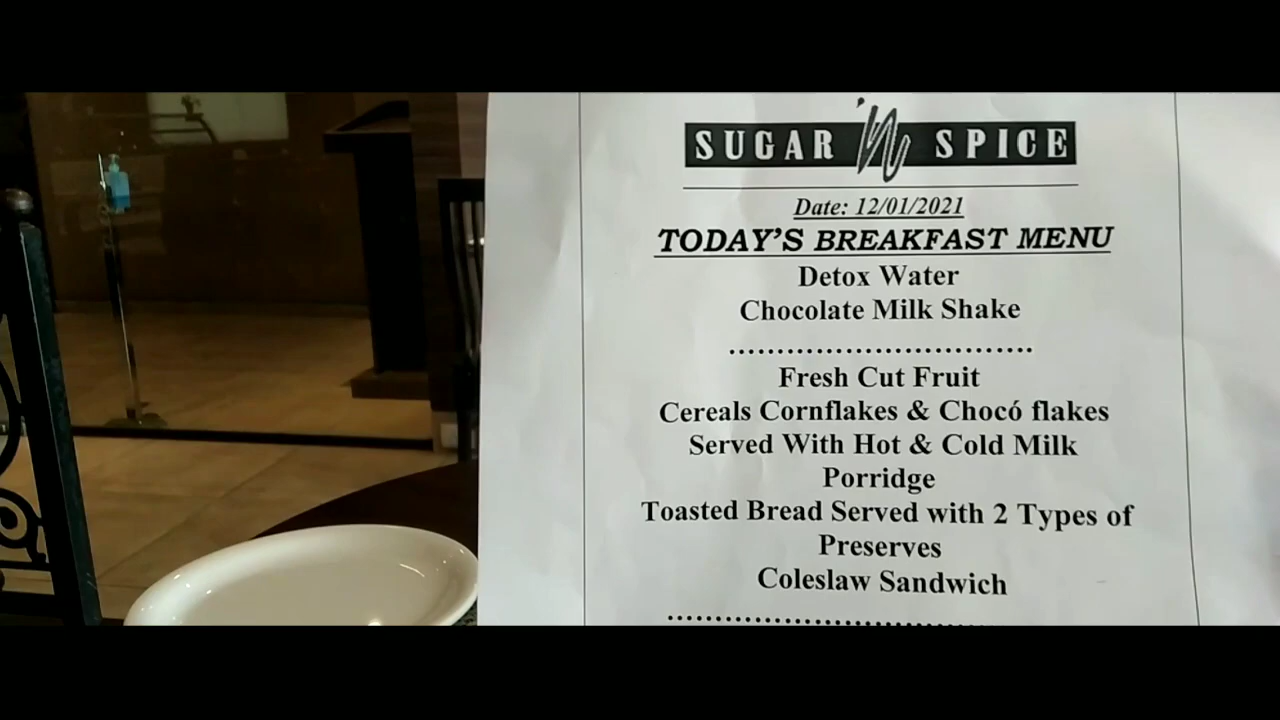 SUGAR 'n SPICE
Date: 12/01/2021
TODAY'S BREAKFAST MENU
Detox Water
Chocolate Milk Shake
................................
Fresh Cut Fruit
Cereals Cornflakes & Chocó flakes
Served With Hot & Cold Milk
Porridge
Toasted Bread Served with 2 Types of
Preserves
Coleslaw Sandwich
..................................